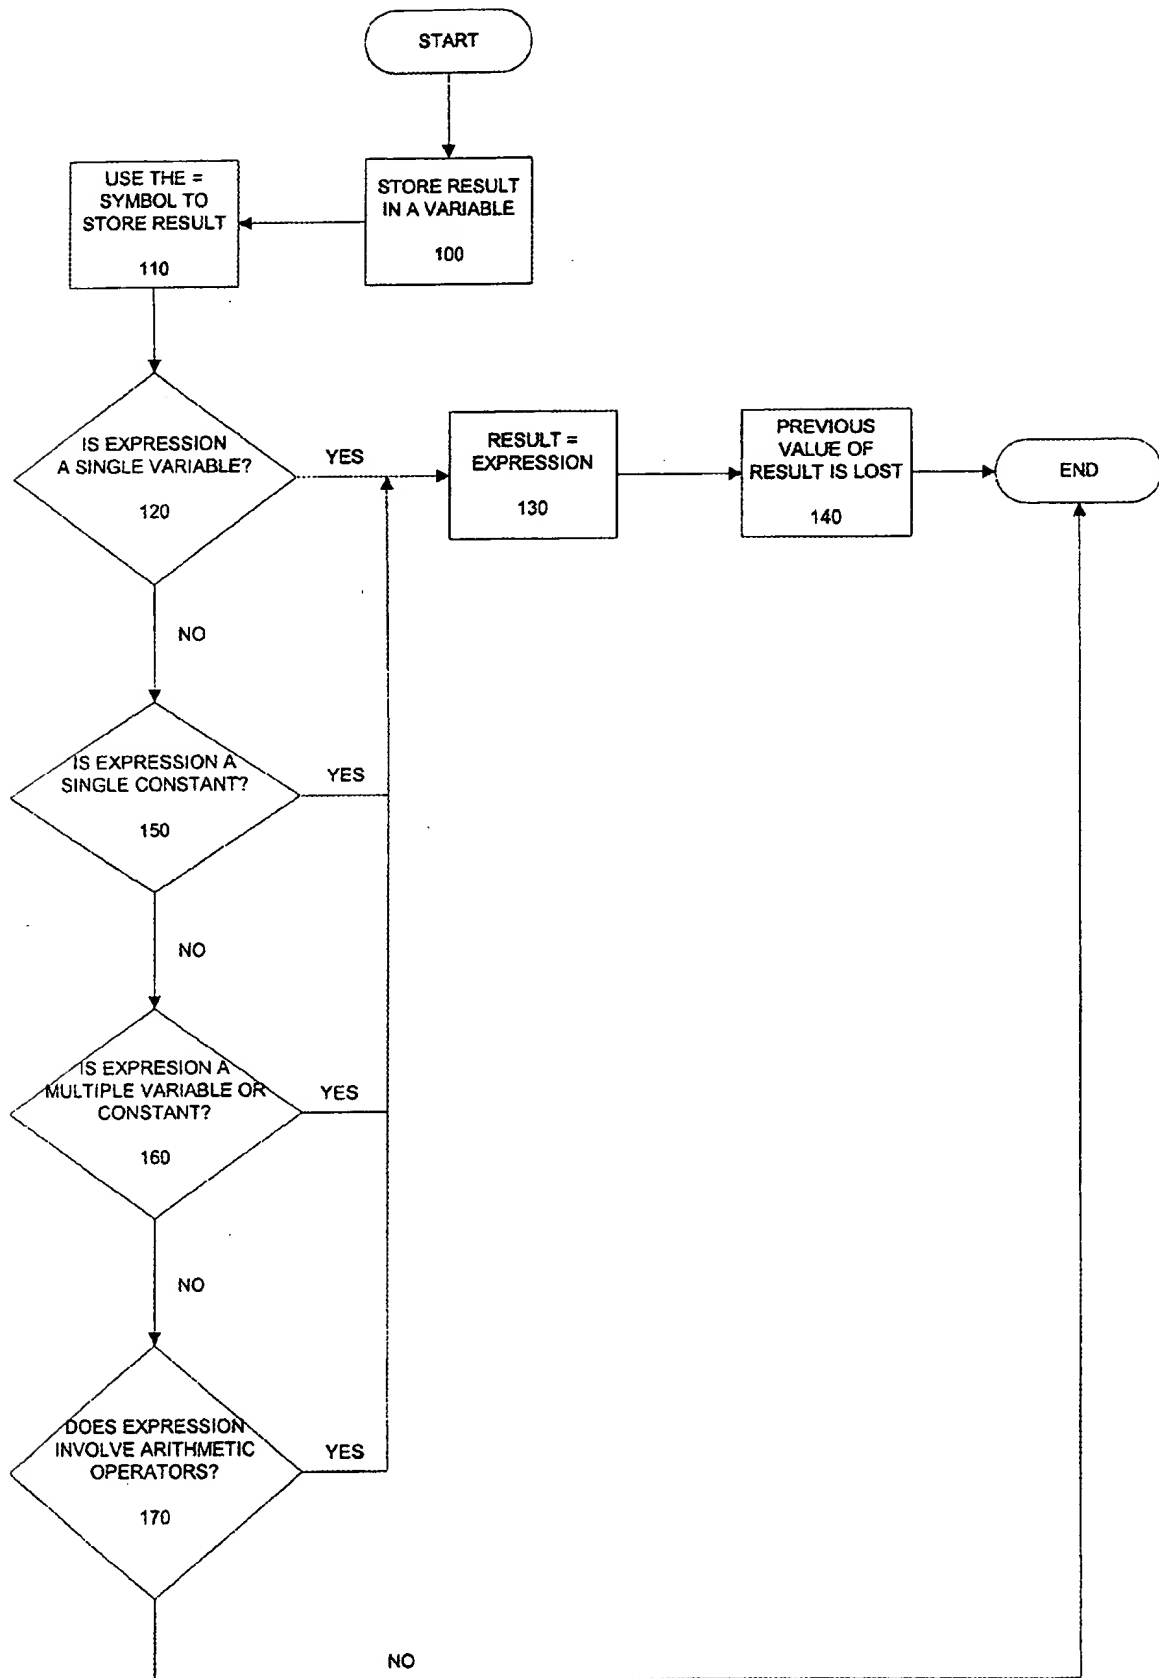 START
STORE RESULT
IN A VARIABLE
100
USE THE =
SYMBOL TO
STORE RESULT
110
IS EXPRESSION
A SINGLE VARIABLE?
120
YES
RESULT =
EXPRESSION
130
PREVIOUS
VALUE OF
RESULT IS LOST
140
END
NO
IS EXPRESSION A
SINGLE CONSTANT?
150
YES
NO
IS EXPRESION A
MULTIPLE VARIABLE OR
CONSTANT?
160
YES
NO
DOES EXPRESSION
INVOLVE ARITHMETIC
OPERATORS?
170
YES
NO